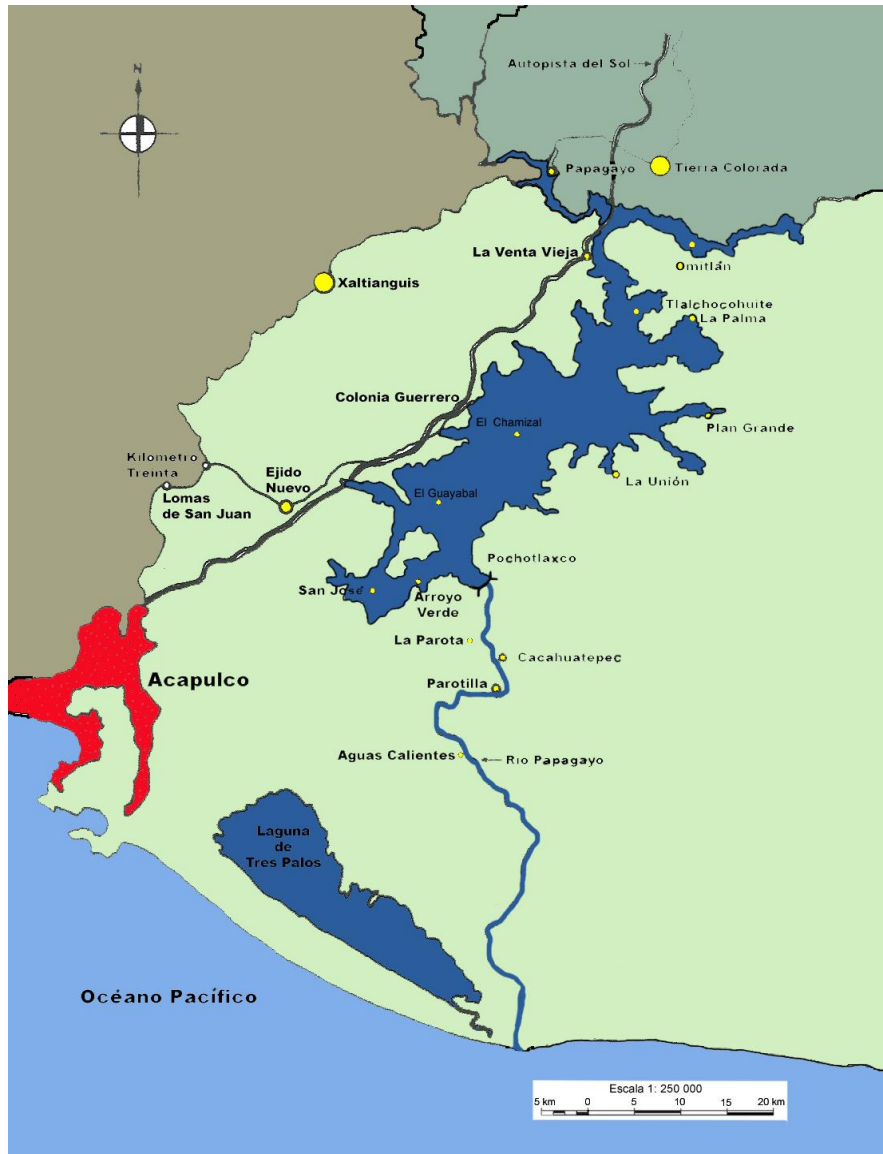 N
Autopista del Sol
Papagayo
Tierra Colorada
La Venta Vieja
Omitlán
Xaltianguis
Tlalchocohuite
La Palma
Colonia Guerrero
El Chamizal
Plan Grande
Kilometro
Treinta
Ejido
Nuevo
La Unión
Lomas
de San Juan
El Guayabal
Pochotlaxco
San José
Arroyo
Verde
La Parota
Cacahuatepec
Acapulco
Parotilla
Aguas Calientes
Rio Papagayo
Laguna
de
Tres Palos
Océano Pacífico
Escala 1: 250 000
5 km 0 5 10 15 20 km